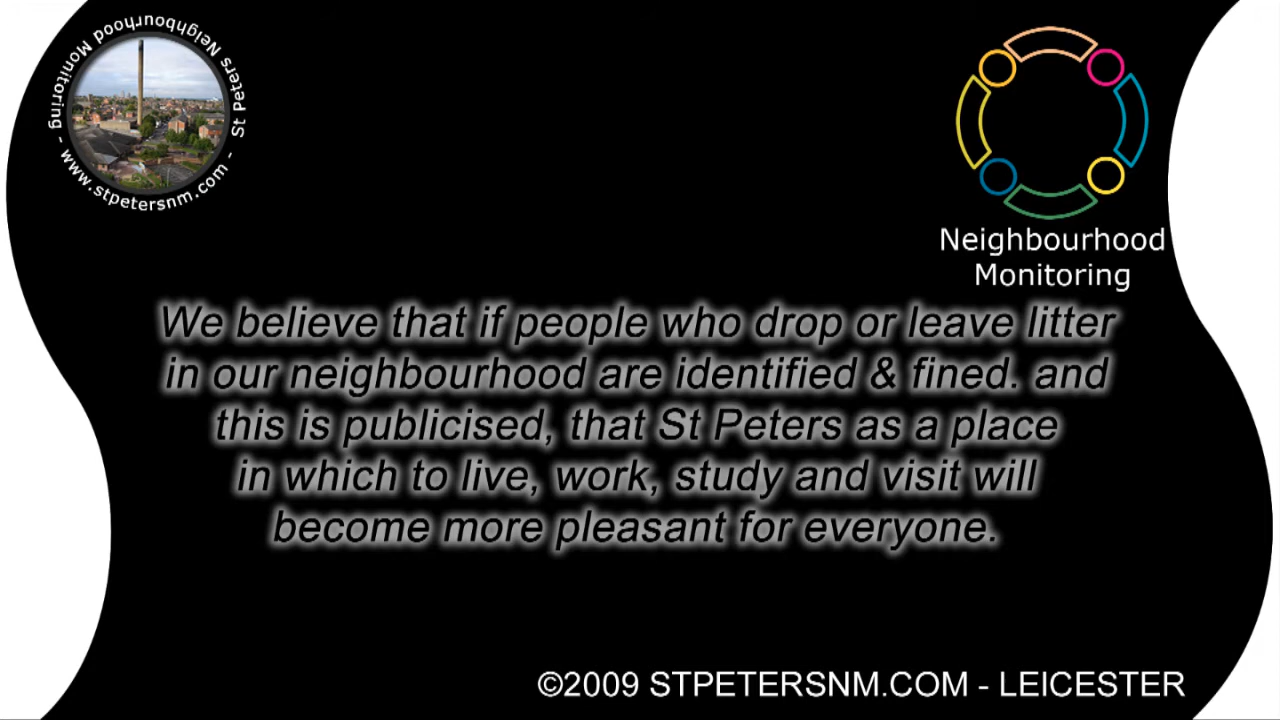 St Peters Neighbourhood Monitoring - www.stpetersnm.com -
Neighbourhood
Monitoring
We believe that if people who drop or leave litter
in our neighbourhood are identified & fined. and
this is publicised, that St Peters as a place
in which to live, work, study and visit will
become more pleasant for everyone.
©2009 STPETERSNM.COM - LEICESTER